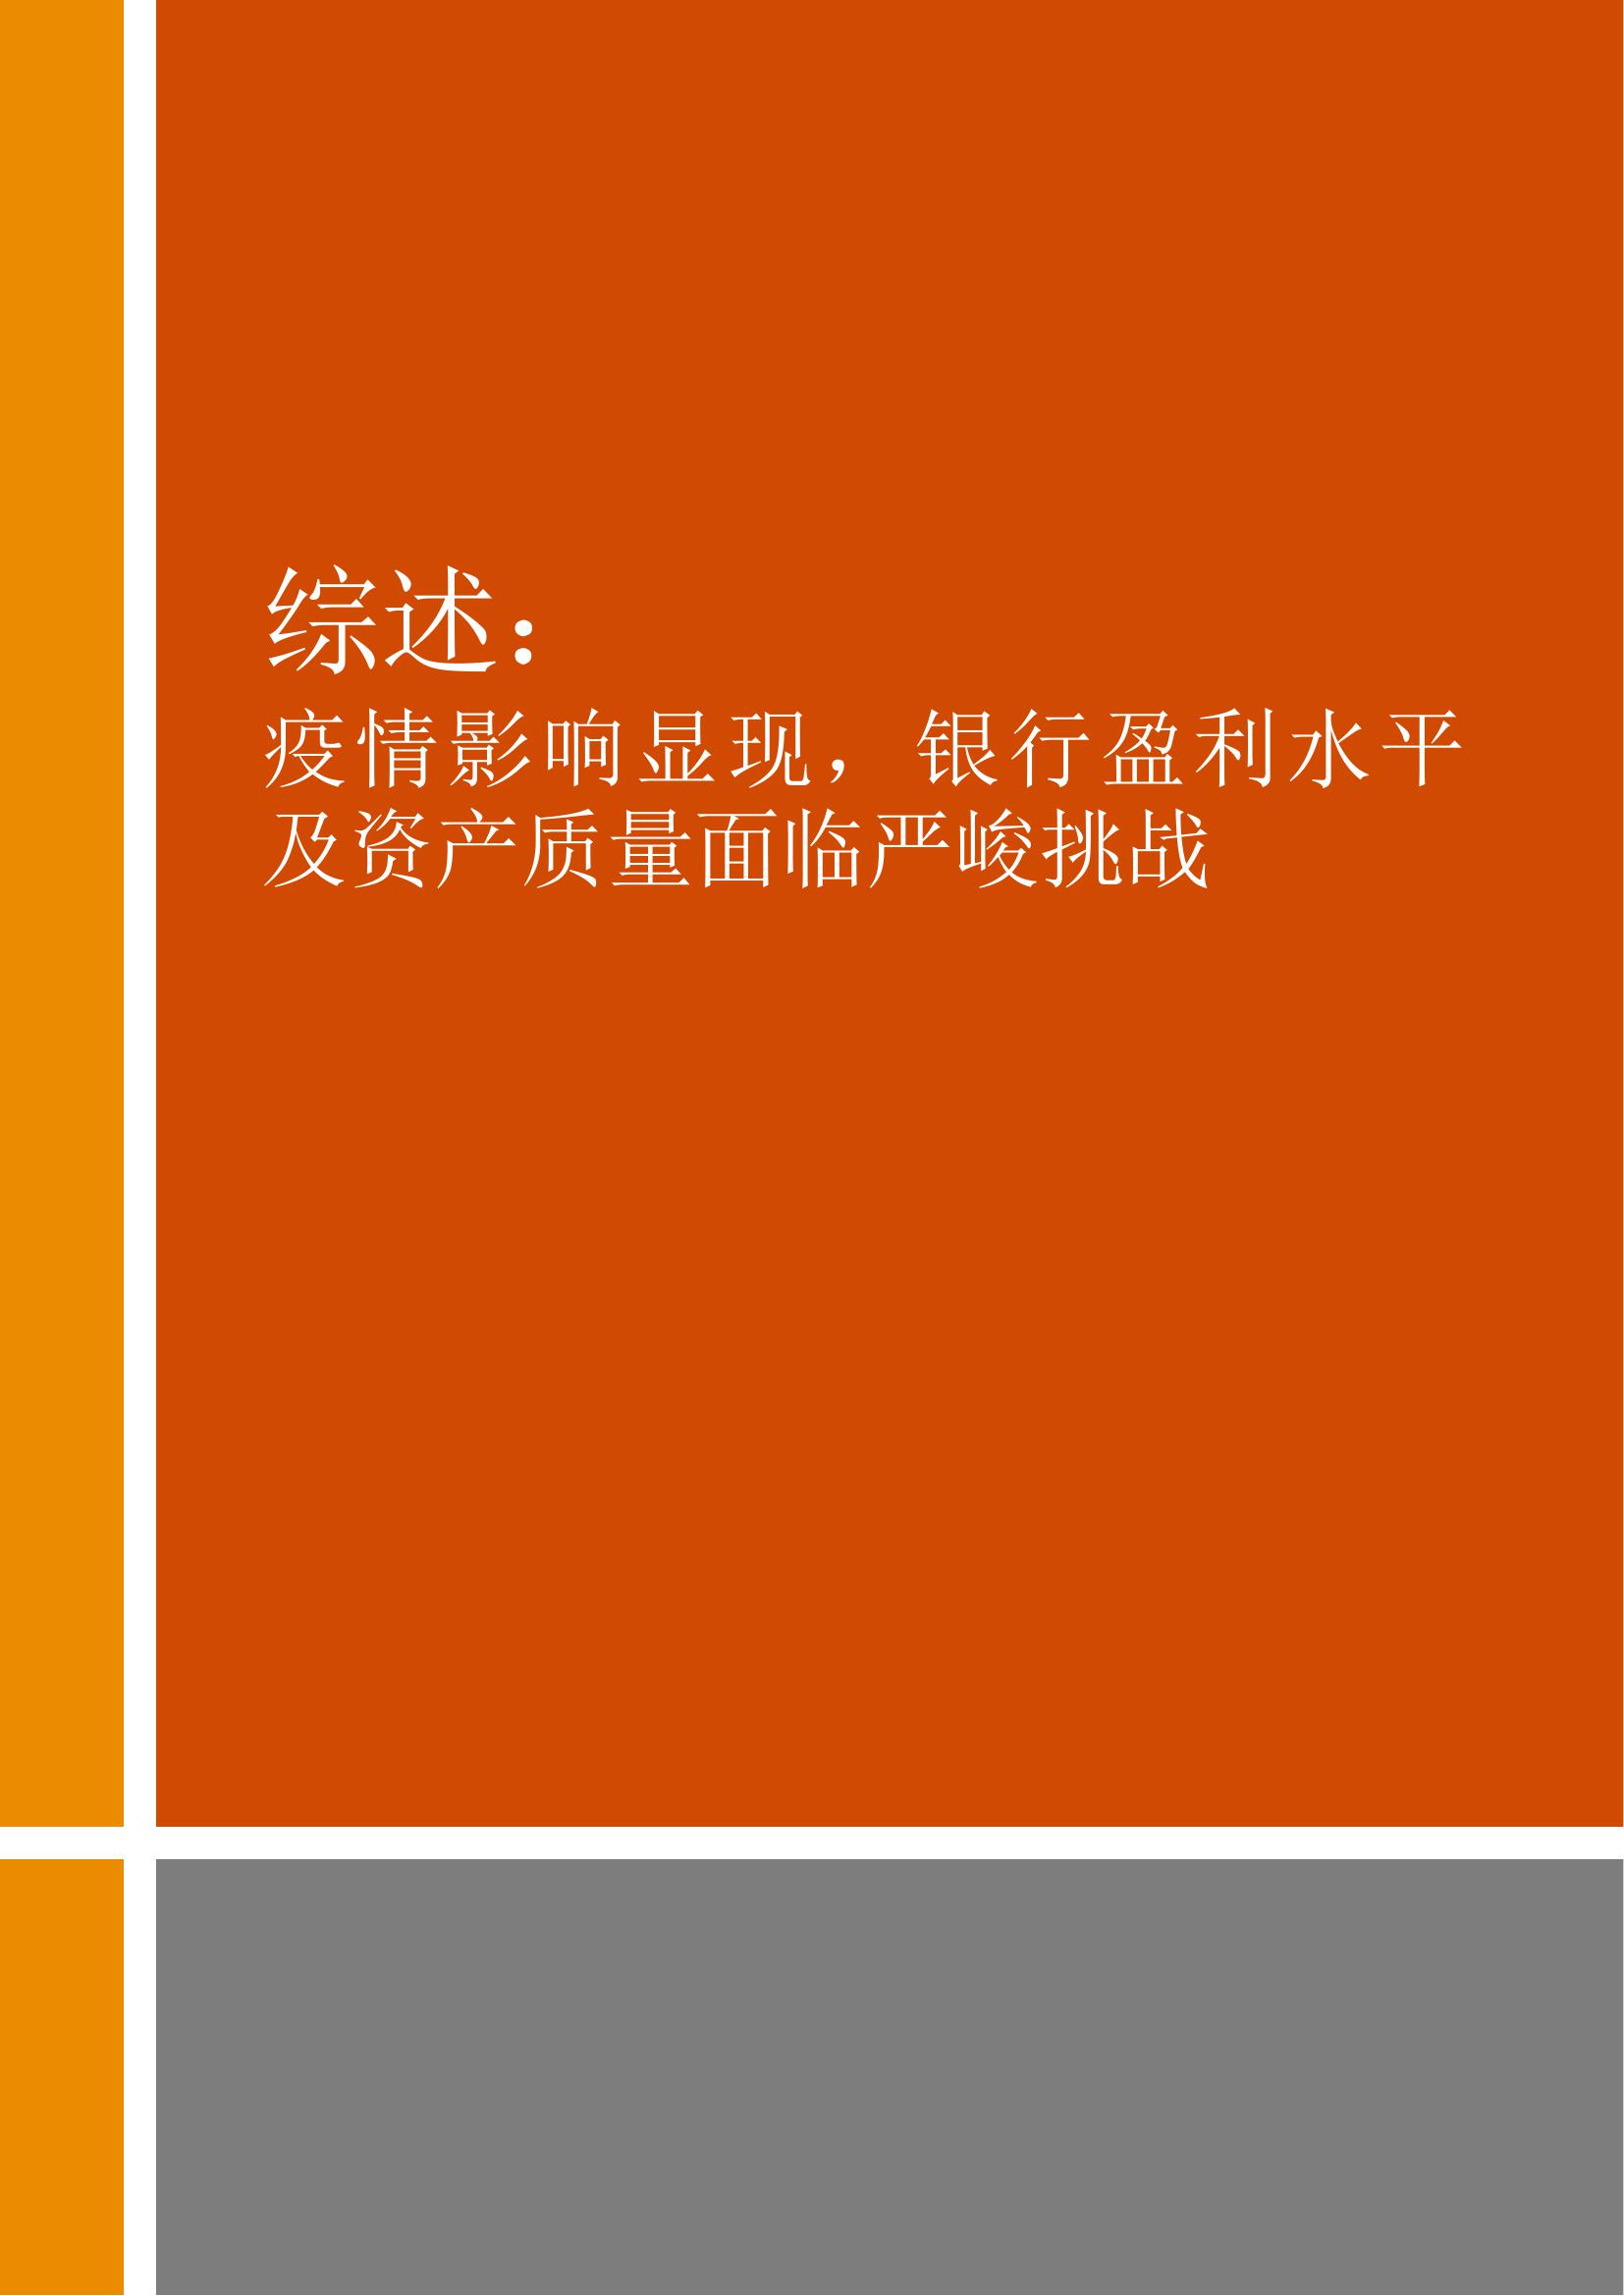 综述：
疫情影响显现，银行盈利水平
及资产质量面临严峻挑战